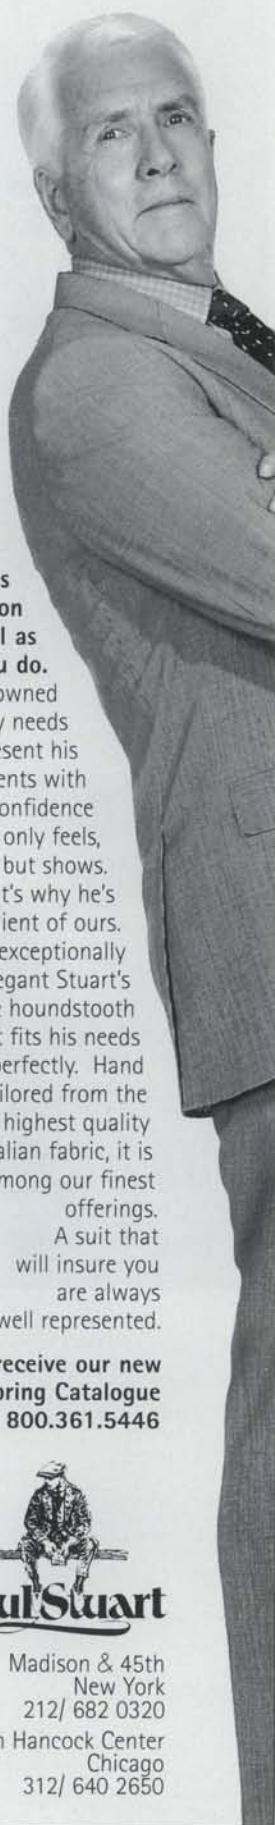 s
on
l as
u do.
owned
y needs
esent his
ents with
onfidence
only feels,
but shows.
t's why he's
ient of ours.
exceptionally
egant Stuart's
e houndstooth
t fits his needs
perfectly. Hand
ilored from the
highest quality
alian fabric, it is
mong our finest
offerings.
A suit that
will insure you
are always
well represented.
receive our new
pring Catalogue
800.361.5446
ul Stuart
Madison & 45th
New York
212/ 682 0320
n Hancock Center
Chicago
312/ 640 2650